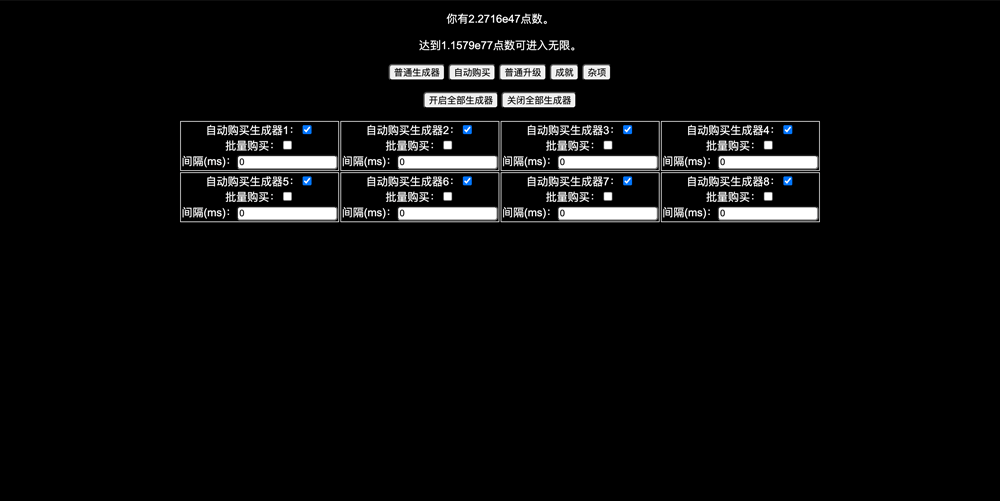 你有2.2716e47点数。
达到1.1579e77点数可进入无限。
普通生成器 自动购买 普通升级 成就 杂项
开启全部生成器 关闭全部生成器
自动购买生成器1： 自动购买生成器2： 自动购买生成器3： 自动购买生成器4：
批量购买： 批量购买： 批量购买： 批量购买：
间隔(ms)： 0 间隔(ms)： 0 间隔(ms)： 0 间隔(ms)： 0
自动购买生成器5： 自动购买生成器6： 自动购买生成器7： 自动购买生成器8：
批量购买： 批量购买： 批量购买： 批量购买：
间隔(ms)： 0 间隔(ms)： 0 间隔(ms)： 0 间隔(ms)： 0